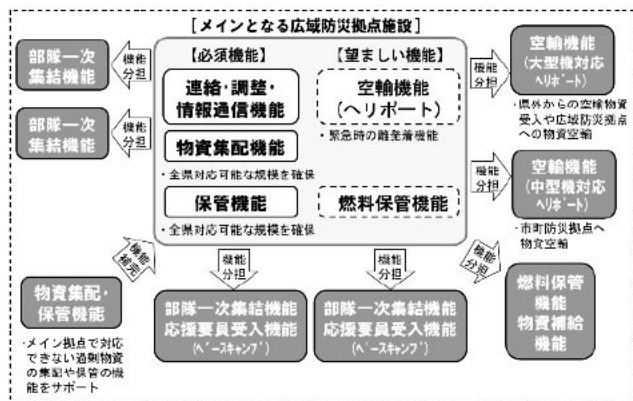 [メインとなる広域防災拠点施設]
【必須機能】
【望ましい機能】
連絡・調整・
情報通信機能
物資集配機能
・全県対応可能な規模を確保
保管機能
・全県対応可能な規模を確保
空輸機能
(ヘリポート)
・緊急時の離発着機能
燃料保管機能
部隊一次
集結機能
機能
分担
部隊一次
集結機能
機能
分担
機能
分担
空輸機能
(大型機対応
ヘリポート)
・県外からの空輸物資
受入や広域防災拠点
への物資空輸
機能
分担
空輸機能
(中型機対応
ヘリポート)
・市町防災拠点へ
物資空輸
機能
補完
物資集配・
保管機能
・メイン拠点で対応
できない過剰物資
の集配や保管の機
能をサポート
機能
分担
部隊一次集結機能
応援要員受入機能
(ベースキャンプ)
機能
分担
部隊一次集結機能
応援要員受入機能
(ベースキャンプ)
機能
分担
燃料保管
機能
物資補給
機能